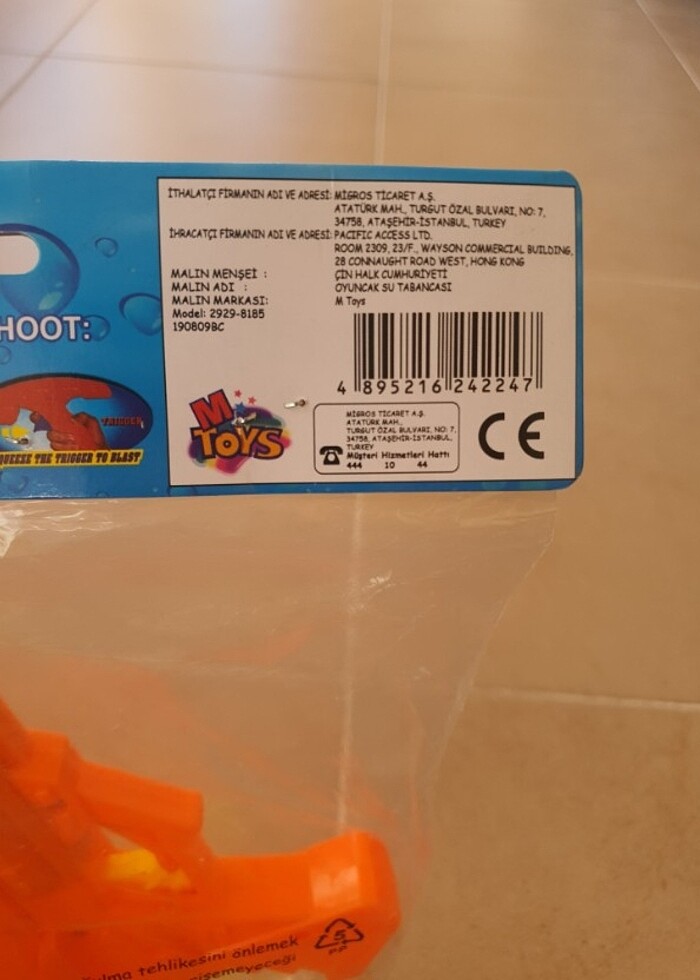 İTHALATÇI FİRMANIN ADI VE ADRESİ: MİGROS TİCARET A.Ş.
ATATÜRK MAH., TURGUT ÖZAL BULVARI, NO: 7,
34758, ATAŞEHİR-İSTANBUL, TURKEY
İHRACATÇI FİRMANIN ADI VE ADRESİ: PACIFIC ACCESS LTD.
ROOM 2309, 23/F., WAYSON COMMERCIAL BUILDING,
28 CONNAUGHT ROAD WEST, HONG KONG
MALIN MENŞEİ : ÇİN HALK CUMHURİYETİ
MALIN ADI : OYUNCAK SU TABANCASI
MALIN MARKASI: M Toys
Model: 2929-8185
190809BC
HOOT:
4 895216 242247
TRIGGER
QUEEZE THE TRIGGER TO BLAST
M
TOYS
MİGROS TİCARET A.Ş.
ATATÜRK MAH.,
TURGUT ÖZAL BULVARI, NO: 7,
34758, ATAŞEHİR-İSTANBUL,
TURKEY
Müşteri Hizmetleri Hattı
444 10 44
CE
ulma tehlikesini önlemek
işemeyeceği
5
PP